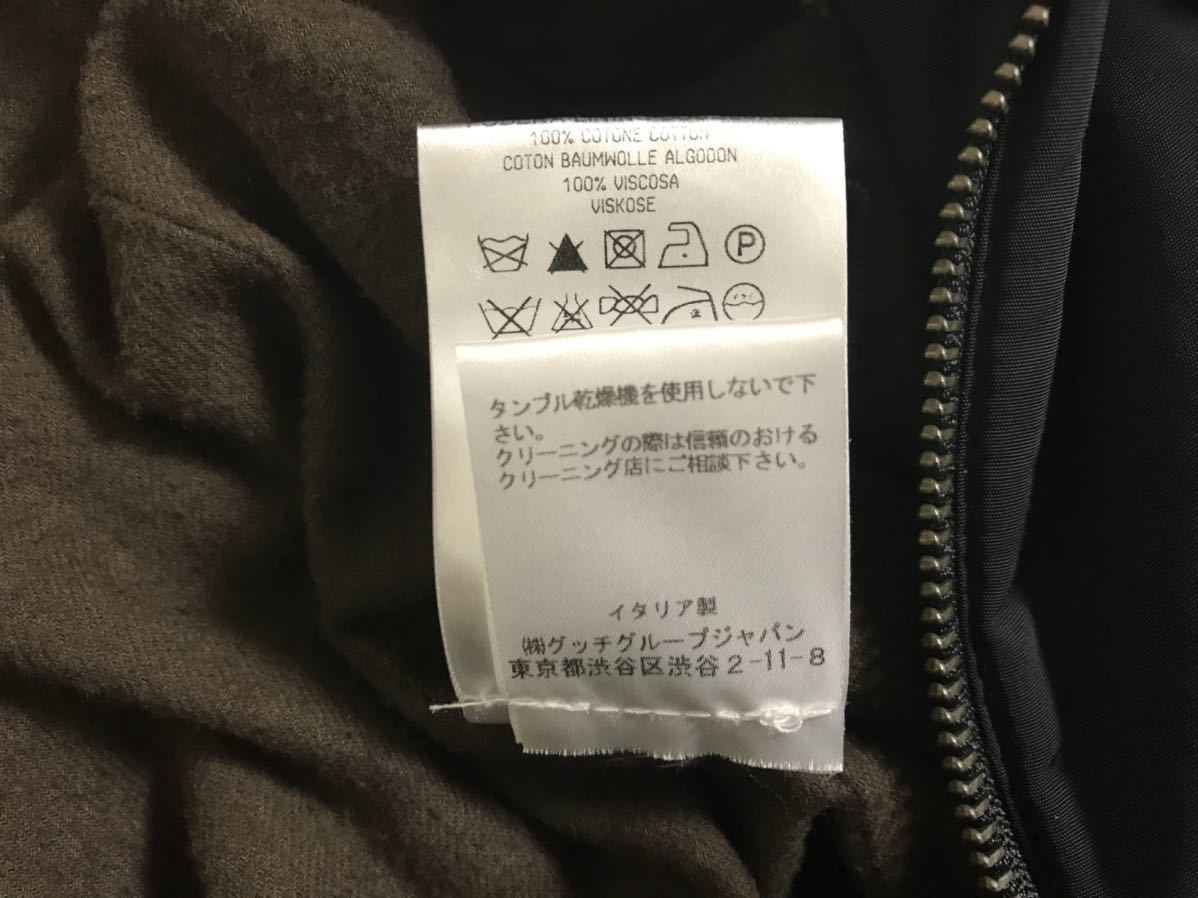 100% COTONE COTTON
COTON BAUMWOLLE ALGODON
100% VISCOSA
VISKOSE
P
タンブル乾燥機を使用しないで下
さい。
クリーニングの際は信頼のおける
クリーニング店にご相談下さい。
イタリア製
㈱グッチグループジャパン
東京都渋谷区渋谷2-11-8